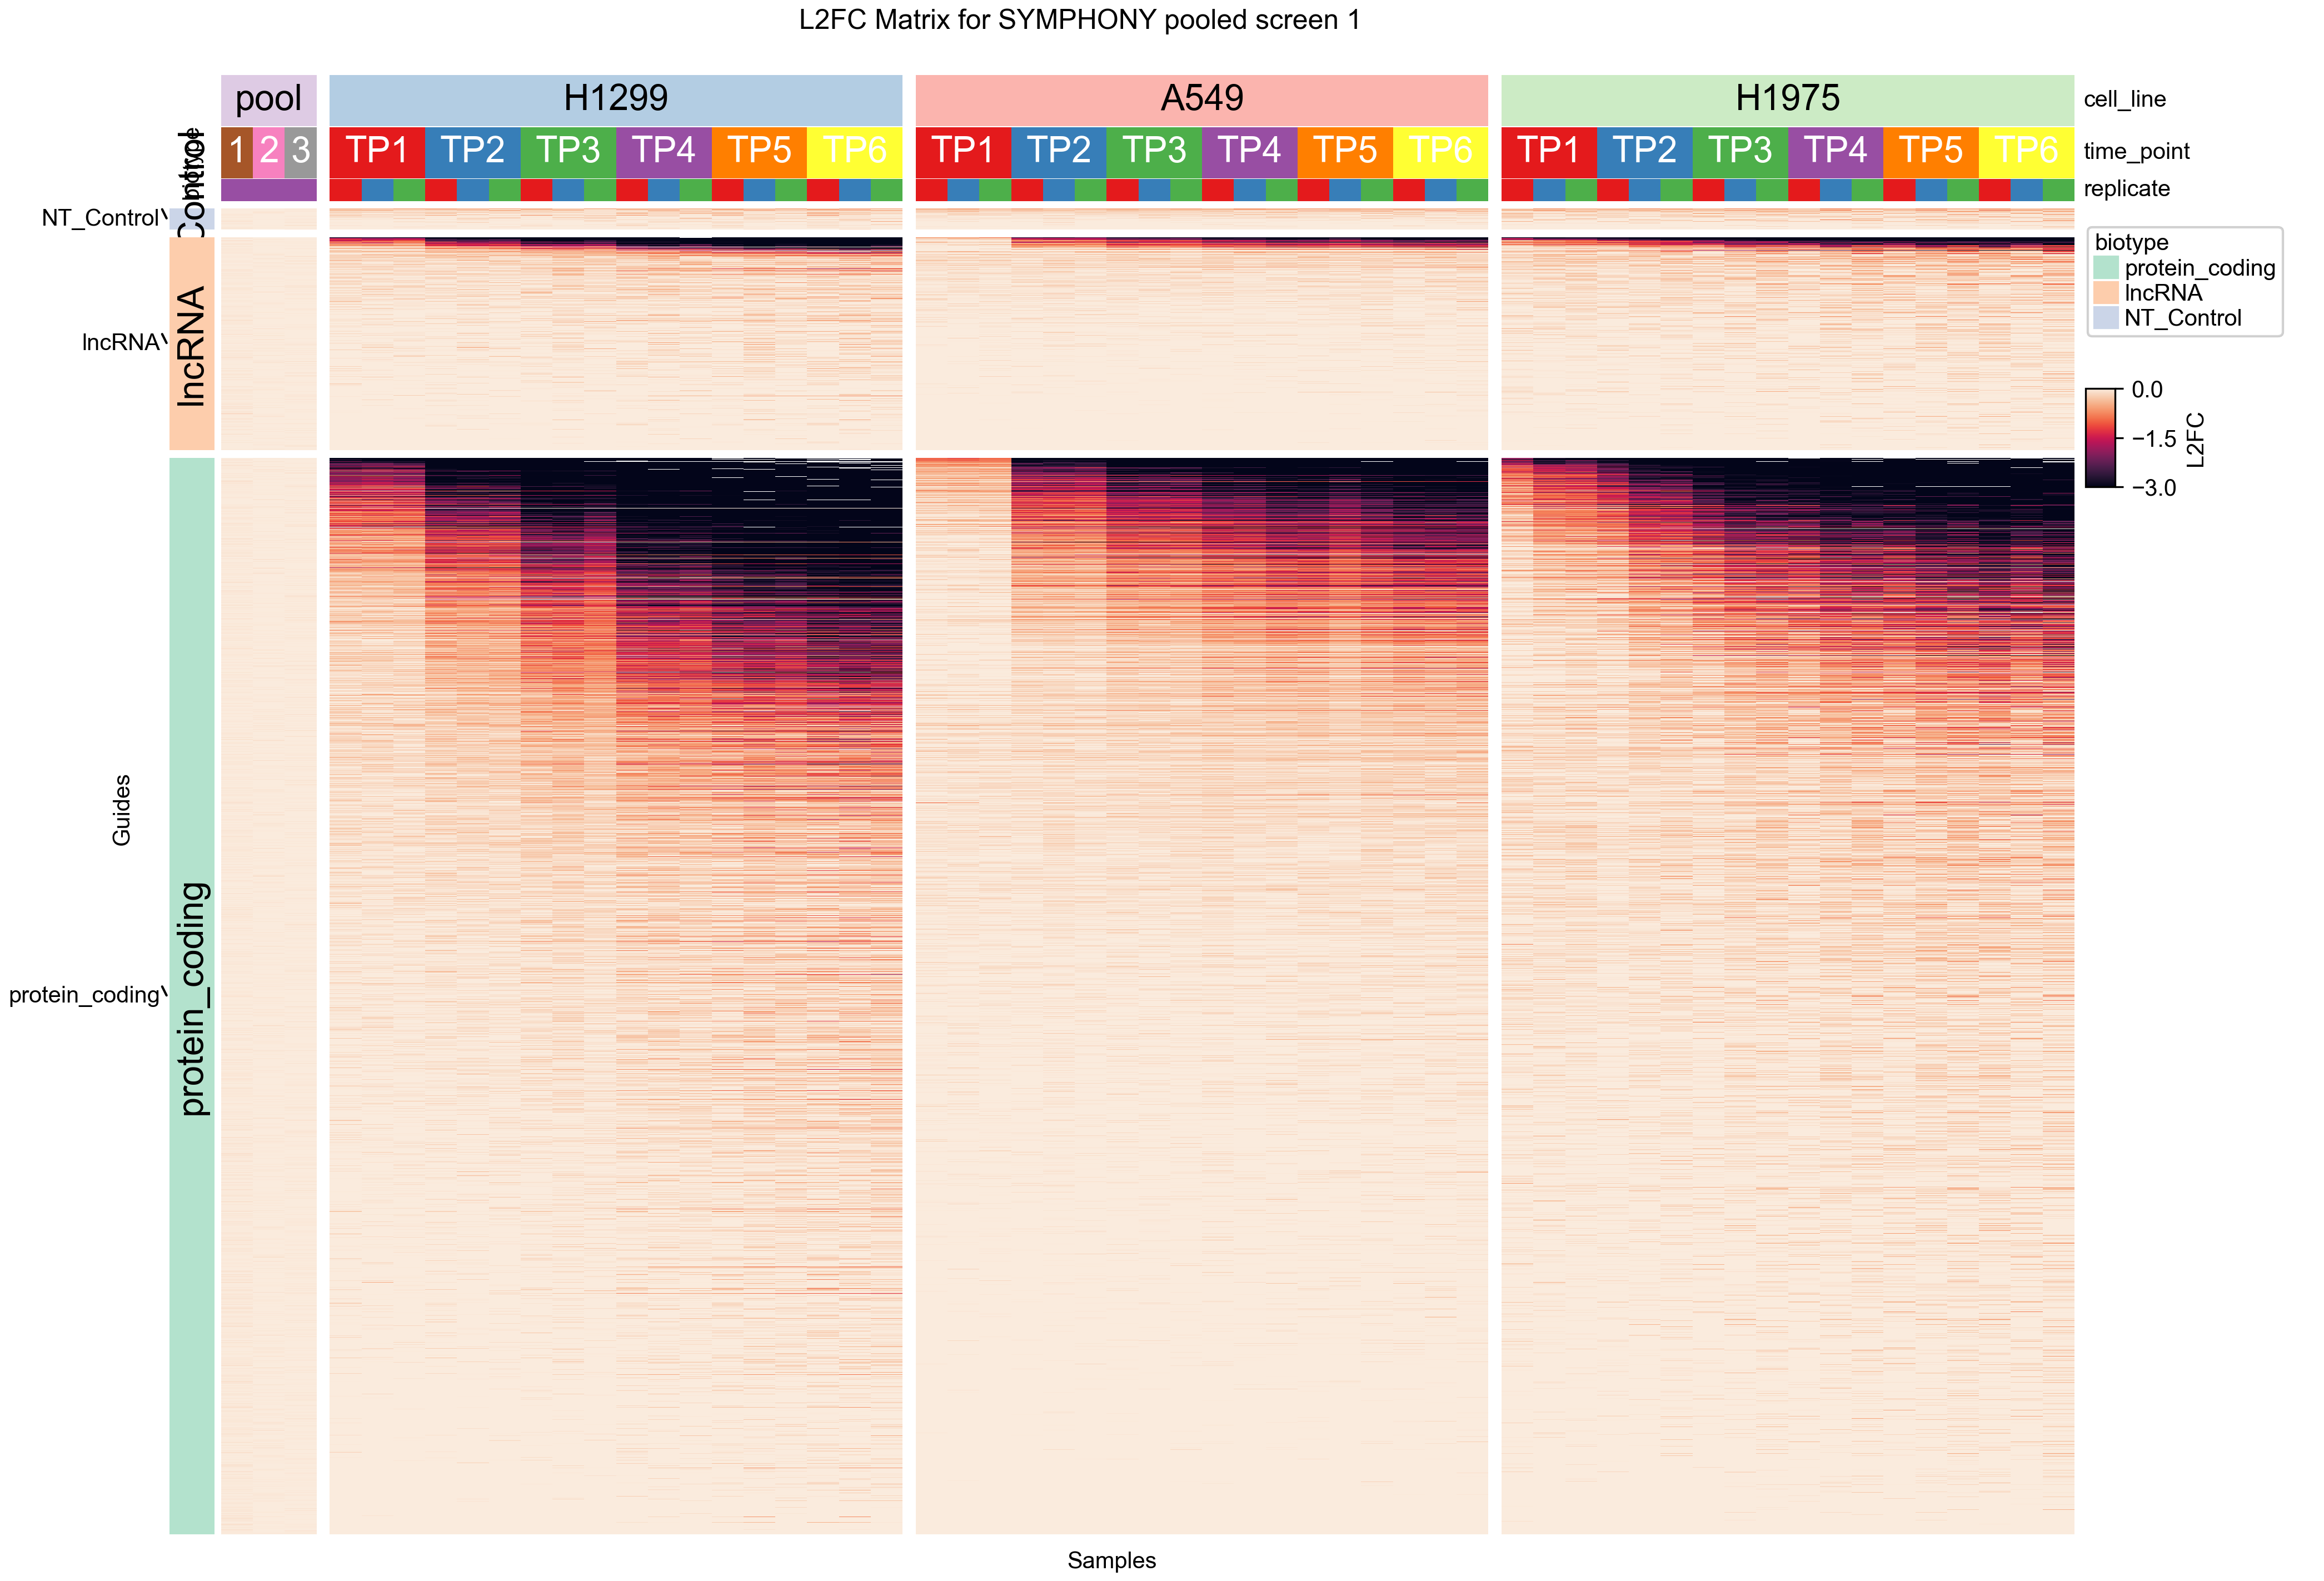 L2FC Matrix for SYMPHONY pooled screen 1
pool
H1299
A549
H1975
cell_line
1 2 3
TP1 TP2 TP3 TP4 TP5 TP6
TP1 TP2 TP3 TP4 TP5 TP6
TP1 TP2 TP3 TP4 TP5 TP6
time_point
replicate
NT_Control
lncRNA
lncRNA
protein_coding
protein_coding
Guides
biotype
protein_coding
lncRNA
NT_Control
0.0
−1.5
−3.0
L2FC
Samples